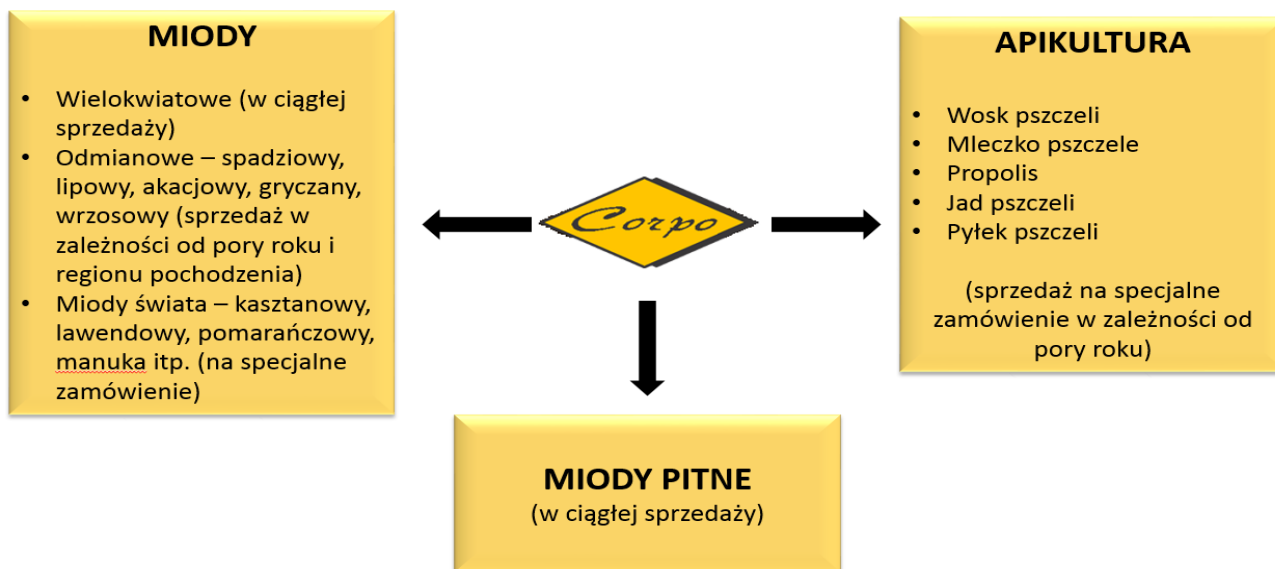 MIODY
• Wielokwiatowe (w ciągłej
sprzedaży)
• Odmianowe – spadziowy,
lipowy, akacjowy, gryczany,
wrzosowy (sprzedaż w
zależności od pory roku i
regionu pochodzenia)
• Miody świata – kasztanowy,
lawendowy, pomarańczowy,
manuka itp. (na specjalne
zamówienie)
Corpo
APIKULTURA
• Wosk pszczeli
• Mleczko pszczele
• Propolis
• Jad pszczeli
• Pyłek pszczeli
(sprzedaż na specjalne
zamówienie w zależności od
pory roku)
MIODY PITNE
(w ciągłej sprzedaży)